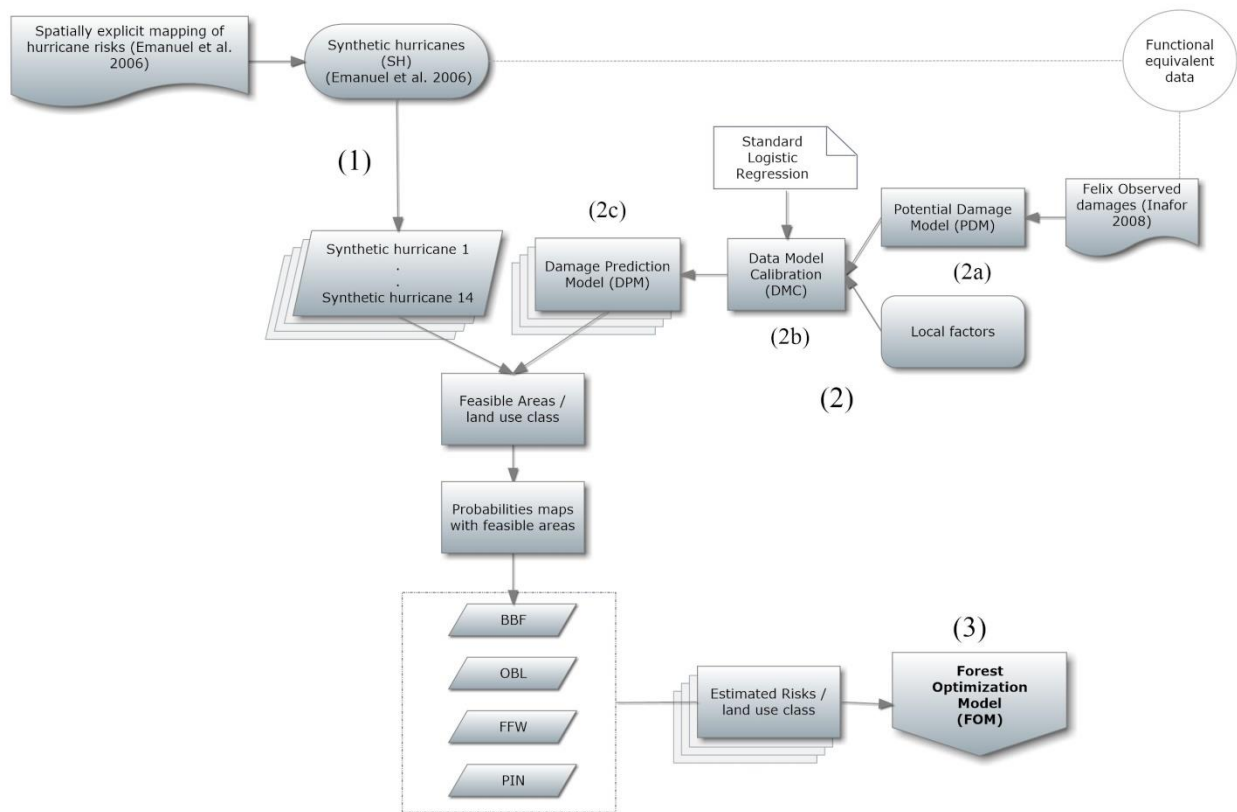 Spatially explicit mapping of
hurricane risks (Emanuel et al.
2006)
Synthetic hurricanes
(SH)
(Emanuel et al. 2006)
Functional
equivalent
data
(1)
Standard
Logistic
Regression
(2c)
Potential Damage
Model (PDM)
Felix Observed
damages (Inafor
2008)
(2a)
Synthetic hurricane 1
.
.
Synthetic hurricane 14
Damage Prediction
Model (DPM)
Data Model
Calibration
(DMC)
(2b)
Local factors
(2)
Feasible Areas /
land use class
Probabilities maps
with feasible areas
BBF
OBL
FFW
PIN
Estimated Risks /
land use class
(3)
Forest
Optimization
Model
(FOM)